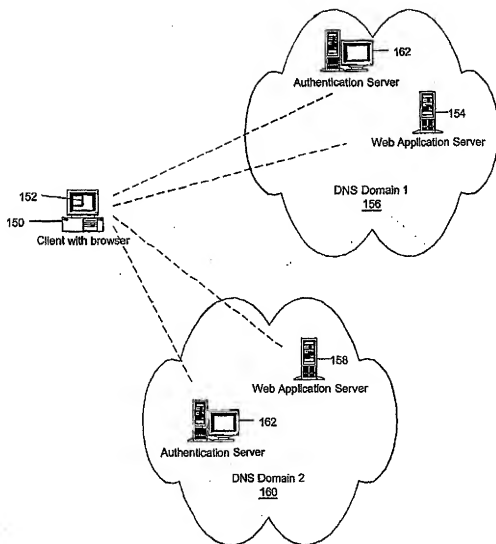 162
Authentication Server
154
Web Application Server
DNS Domain 1
156
152
150
Client with browser
158
Web Application Server
162
Authentication Server
DNS Domain 2
160